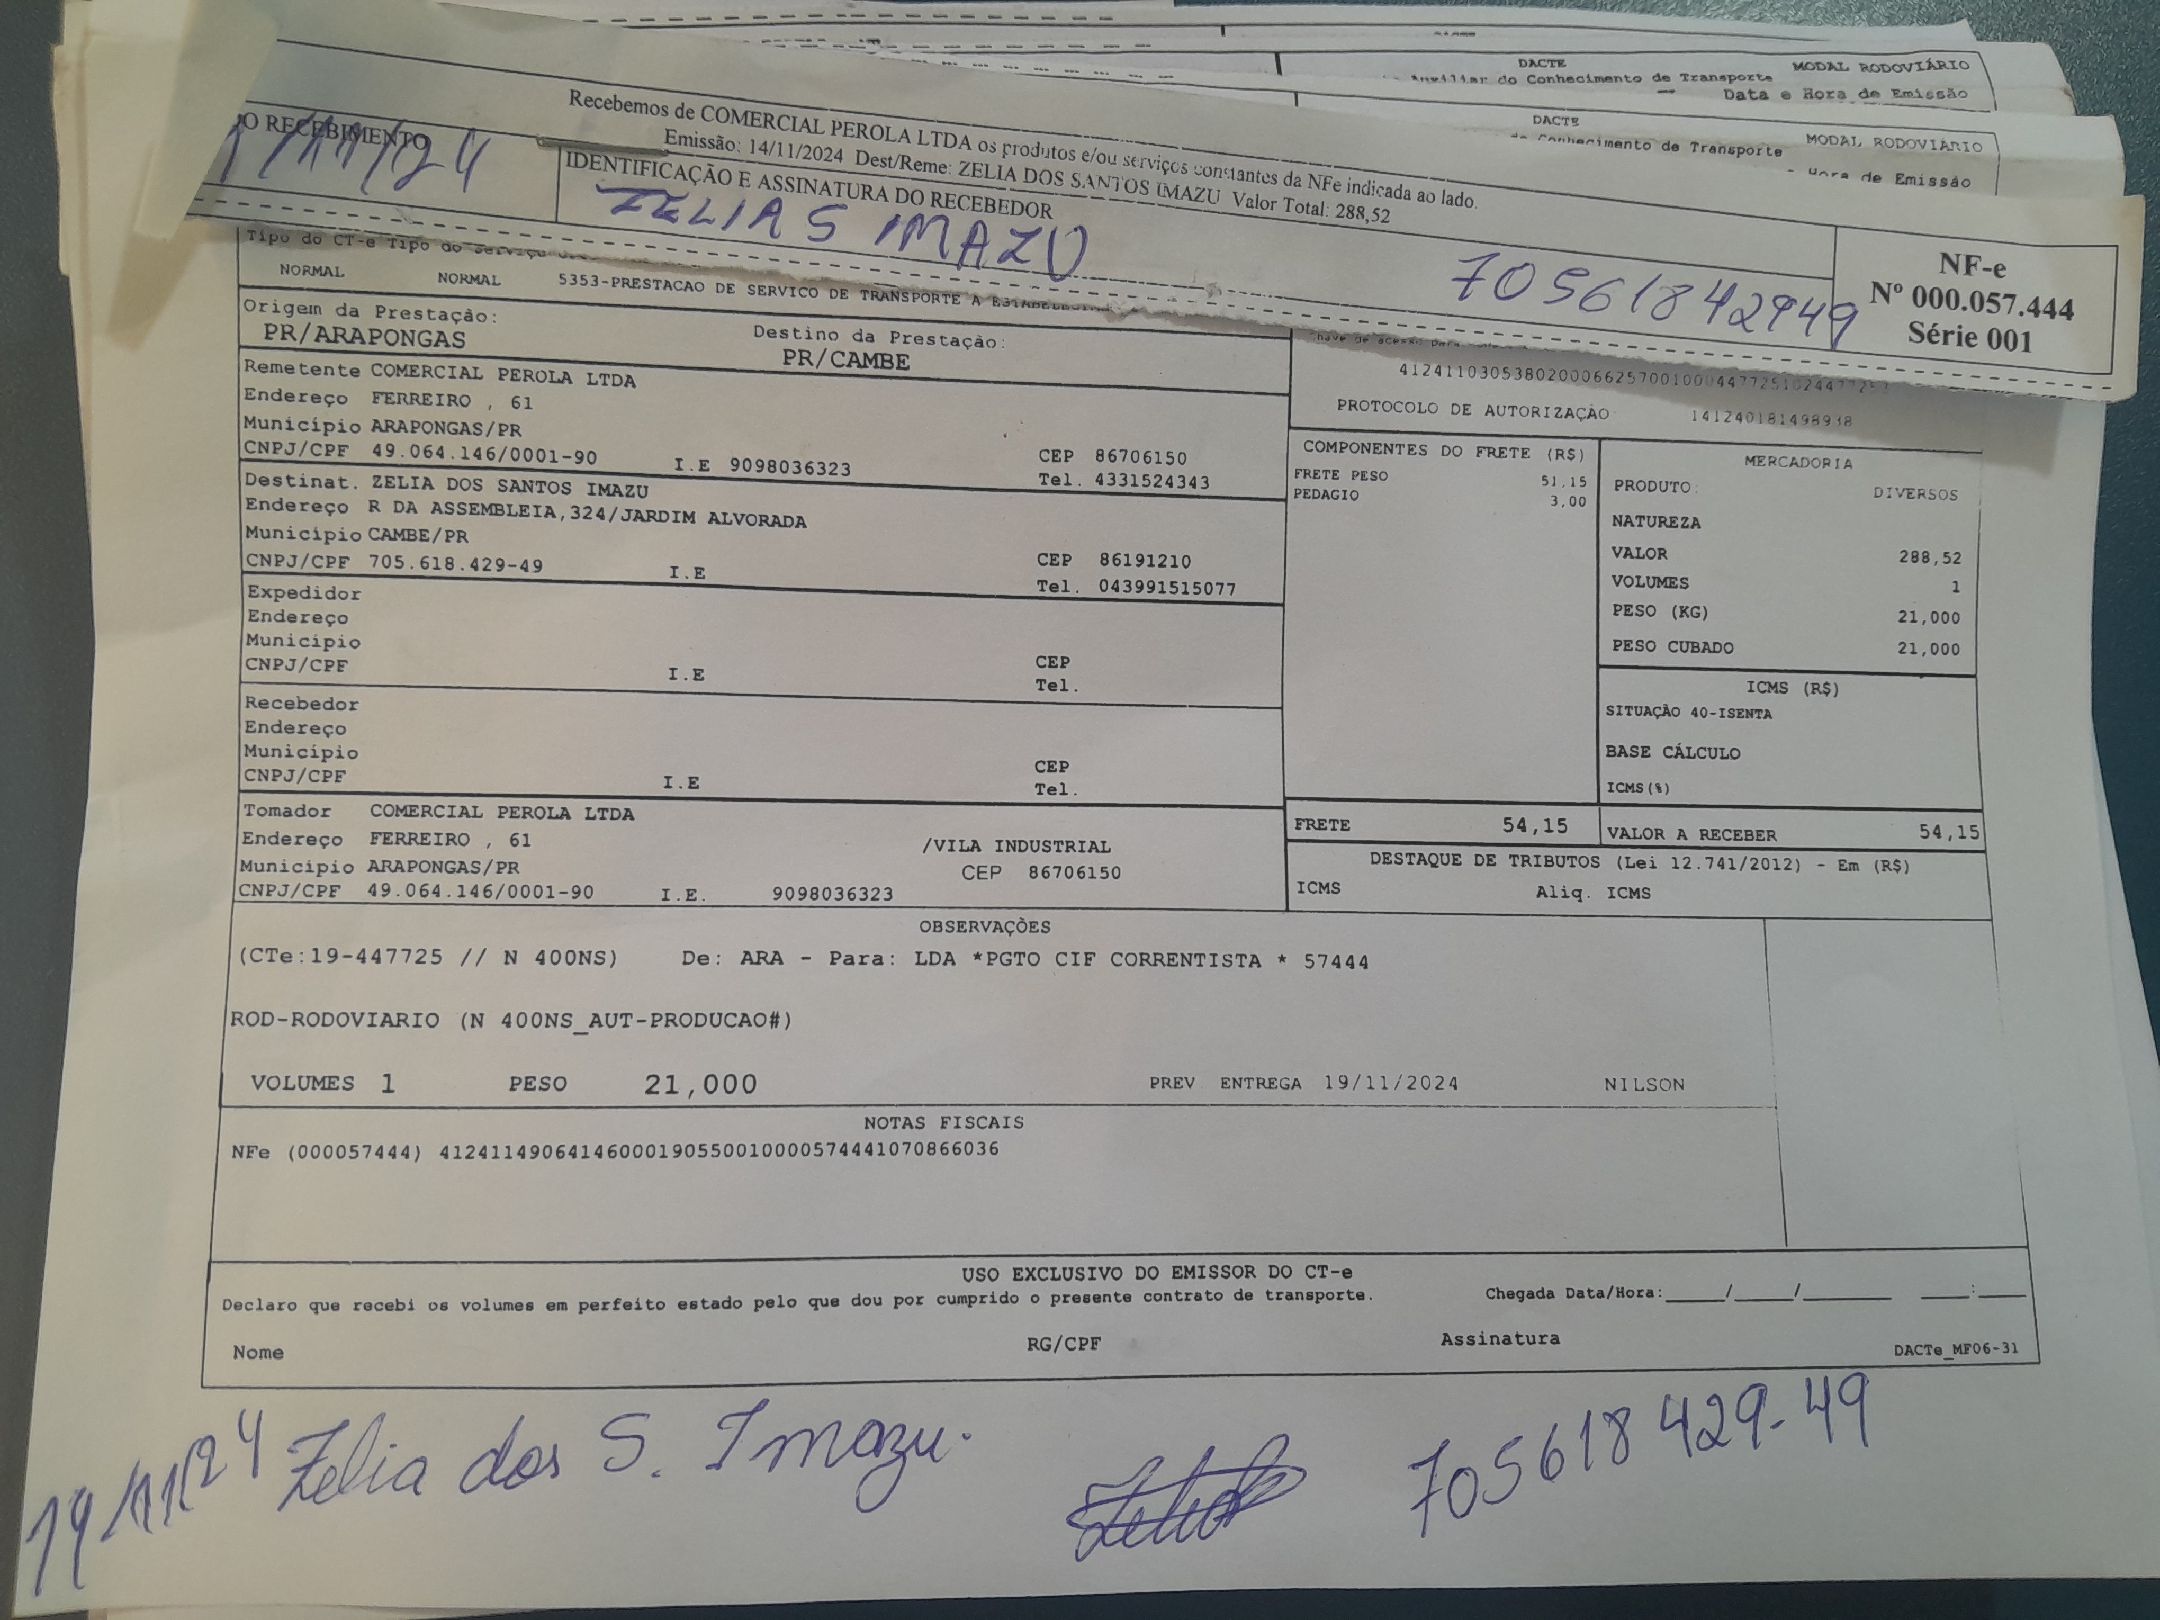 DACTE
MODAL RODOVIÁRIO
Auxiliar do Conhecimento de Transporte
Data e Hora de Emissão
DACTE
MODAL RODOVIÁRIO
do Conhecimento de Transporte
Hora de Emissão
Recebemos de COMERCIAL PEROLA LTDA os produtos e/ou serviços constantes da NFe indicada ao lado.
Emissão: 14/11/2024 Dest/Reme: ZELIA DOS SANTOS IMAZU Valor Total: 288,52
O RECEBIMENTO
/11/24
IDENTIFICAÇÃO E ASSINATURA DO RECEBEDOR
ZELIA S IMAZU
70561842949
NF-e
Nº 000.057.444
Série 001
Tipo do CT-e Tipo do Serviço
NORMAL NORMAL 5353-PRESTACAO DE SERVICO DE TRANSPORTE A
Origem da Prestação:
PR/ARAPONGAS
Destino da Prestação:
PR/CAMBE
PROTOCOLO DE AUTORIZAÇÃO 141240181498938
Remetente COMERCIAL PEROLA LTDA
Endereço FERREIRO , 61
Município ARAPONGAS/PR
CNPJ/CPF 49.064.146/0001-90 I.E 9098036323
CEP 86706150
Tel. 4331524343
Destinat. ZELIA DOS SANTOS IMAZU
Endereço R DA ASSEMBLEIA,324/JARDIM ALVORADA
Município CAMBE/PR
CNPJ/CPF 705.618.429-49 I.E
CEP 86191210
Tel. 043991515077
Expedidor
Endereço
Município
CNPJ/CPF I.E
CEP
Tel.
Recebedor
Endereço
Município
CNPJ/CPF I.E
CEP
Tel.
Tomador COMERCIAL PEROLA LTDA
Endereço FERREIRO , 61 /VILA INDUSTRIAL
Município ARAPONGAS/PR CEP 86706150
CNPJ/CPF 49.064.146/0001-90 I.E. 9098036323
COMPONENTES DO FRETE (R$)
FRETE PESO 51,15
PEDAGIO 3,00
MERCADORIA
PRODUTO: DIVERSOS
NATUREZA
VALOR 288,52
VOLUMES 1
PESO (KG) 21,000
PESO CUBADO 21,000
ICMS (R$)
SITUAÇÃO 40-ISENTA
BASE CÁLCULO
ICMS(%)
FRETE 54,15
VALOR A RECEBER 54,15
DESTAQUE DE TRIBUTOS (Lei 12.741/2012) - Em (R$)
ICMS Aliq. ICMS
OBSERVAÇÕES
(CTe:19-447725 // N 400NS) De: ARA - Para: LDA *PGTO CIF CORRENTISTA * 57444
ROD-RODOVIARIO (N 400NS_AUT-PRODUCAO#)
VOLUMES 1 PESO 21,000 PREV ENTREGA 19/11/2024 NILSON
NOTAS FISCAIS
NFe (000057444) 41241149064146000190550010000574441070866036
USO EXCLUSIVO DO EMISSOR DO CT-e
Declaro que recebi os volumes em perfeito estado pelo que dou por cumprido o presente contrato de transporte. Chegada Data/Hora:_____/_____/________ ____:____
Nome RG/CPF Assinatura DACTe_MF06-31
19/11/24 Zelia dos S. Imazu. 705618429-49